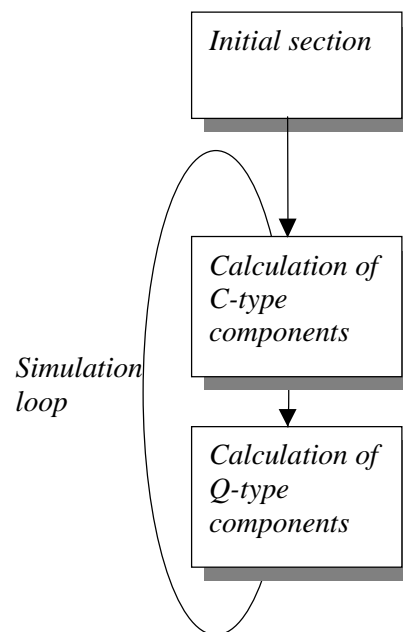 Initial section
Calculation of
C-type
components
Simulation
loop
Calculation of
Q-type
components